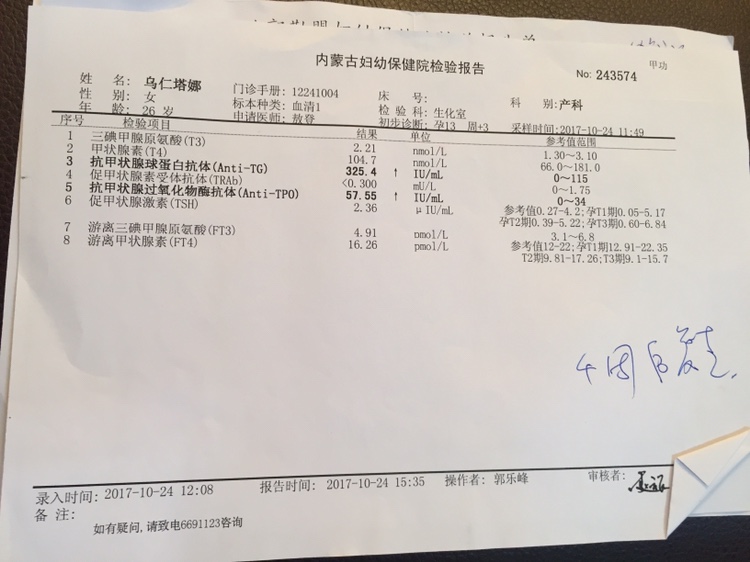 内蒙古妇幼保健院检验报告
No: 243574
甲功
姓 名: 乌仁塔娜 门诊手册: 12241004 床 号: 科 别:产科
性 别: 女 标本种类:血清1 检 验 科:生化室
年 龄: 26 岁 申请医师:敖登 初步诊断:孕13 周+3 采样时间:2017-10-24 11:49
序号 检验项目 结果 单位 参考值范围
1 三碘甲腺原氨酸(T3) 2.21 nmol/L 1.30~3.10
2 甲状腺素(T4) 104.7 nmol/L 66.0~181.0
3 抗甲状腺球蛋白抗体(Anti-TG) 325.4 ↑ IU/mL 0~115
4 促甲状腺素受体抗体(TRAb) <0.300 mU/L 0~1.75
5 抗甲状腺过氧化物酶抗体(Anti-TPO) 57.55 ↑ IU/mL 0~34
6 促甲状腺激素(TSH) 2.36 μIU/mL 参考值0.27-4.2;孕T1期0.05-5.17
孕T2期0.39-5.22;孕T3期0.60-6.84
7 游离三碘甲腺原氨酸(FT3) 4.91 pmol/L 3.1~6.8
8 游离甲状腺素(FT4) 16.26 pmol/L 参考值12-22;孕T1期12.91-22.35
T2期9.81-17.26;T3期9.1-15.7
4周后复查
录入时间:2017-10-24 12:08 报告时间: 2017-10-24 15:35 操作者: 郭乐峰 审核者:
备 注:
如有疑问,请致电6691123咨询